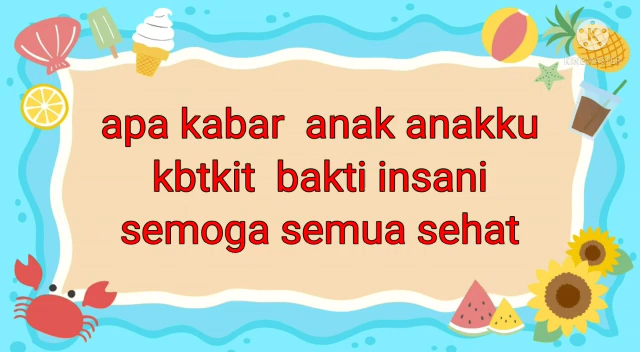 apa kabar  anak anakku
kbtkit  bakti insani
semoga semua sehat